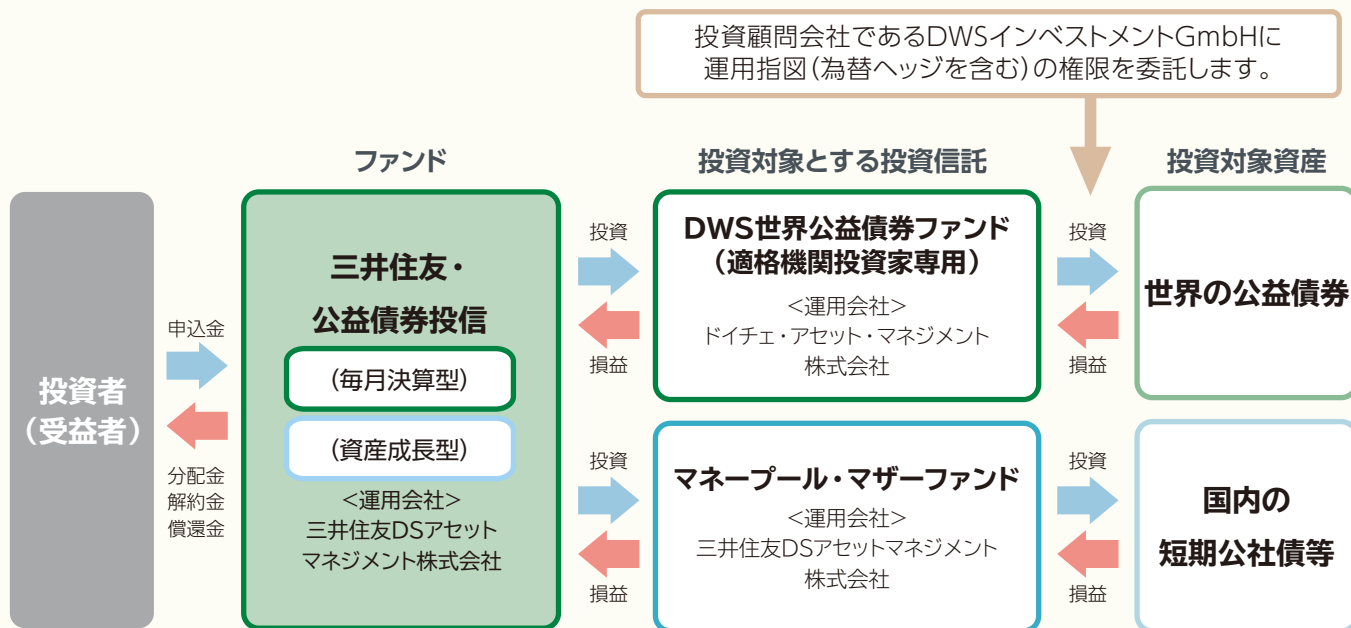 投資顧問会社であるDWSインベストメントGmbHに
運用指図(為替ヘッジを含む)の権限を委託します。
ファンド
投資対象とする投資信託
投資対象資産
投資者
(受益者)
申込金
分配金
解約金
償還金
三井住友・
公益債券投信
(毎月決算型)
(資産成長型)
<運用会社>
三井住友DSアセット
マネジメント株式会社
投資
損益
DWS世界公益債券ファンド
(適格機関投資家専用)
<運用会社>
ドイチェ・アセット・マネジメント
株式会社
投資
損益
世界の公益債券
投資
損益
マネープール・マザーファンド
<運用会社>
三井住友DSアセットマネジメント
株式会社
投資
損益
国内の
短期公社債等